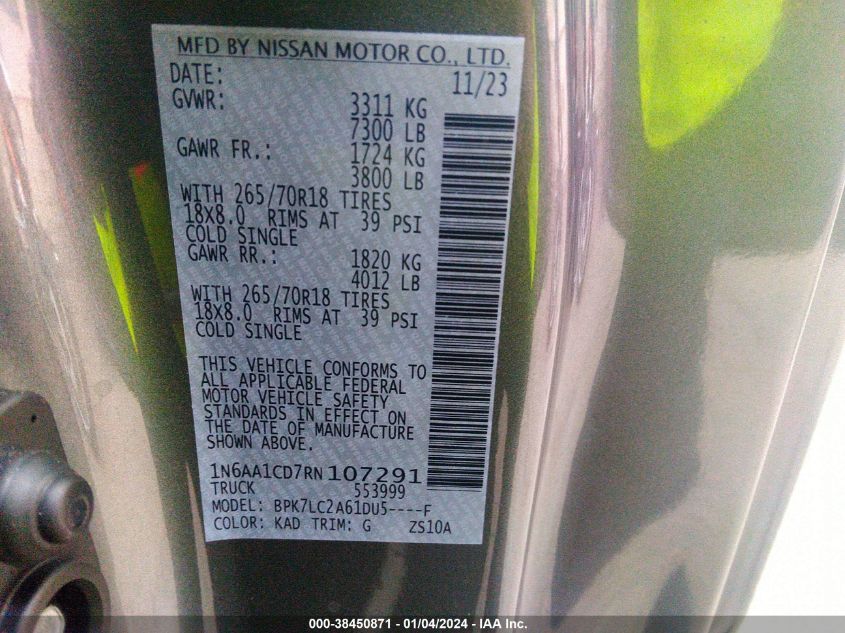 MFD BY NISSAN MOTOR CO., LTD.
DATE: 11/23
GVWR: 3311 KG
7300 LB
GAWR FR.: 1724 KG
3800 LB
WITH 265/70R18 TIRES
18X8.0 RIMS AT 39 PSI
COLD SINGLE
GAWR RR.: 1820 KG
4012 LB
WITH 265/70R18 TIRES
18X8.0 RIMS AT 39 PSI
COLD SINGLE
THIS VEHICLE CONFORMS TO
ALL APPLICABLE FEDERAL
MOTOR VEHICLE SAFETY
STANDARDS IN EFFECT ON
THE DATE OF MANUFACTURE
SHOWN ABOVE.
1N6AA1CD7RN107291
TRUCK 553999
MODEL: BPK7LC2A61DU5----F
COLOR: KAD TRIM: G ZS10A
000-38450871 - 01/04/2024 - IAA Inc.